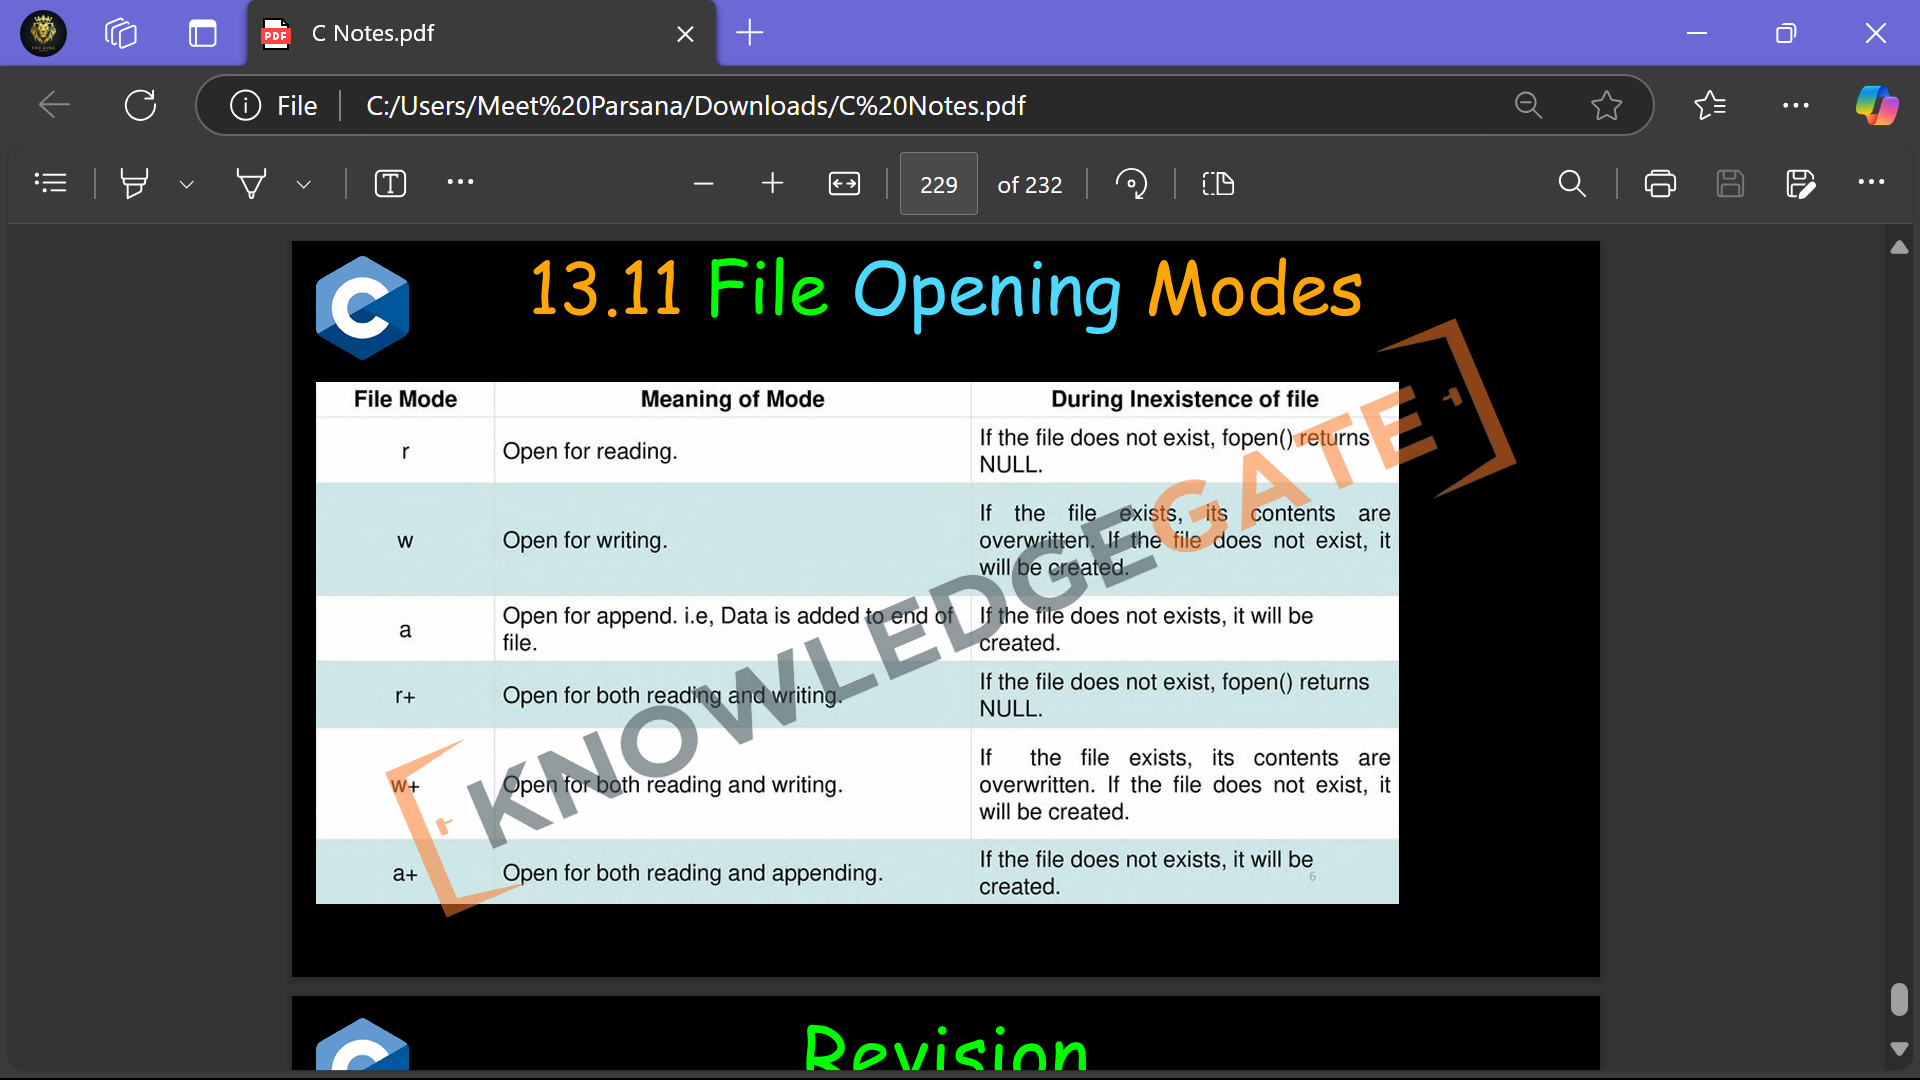 C Notes.pdf
File
C:/Users/Meet%20Parsana/Downloads/C%20Notes.pdf
229 of 232
13.11 File Opening Modes
File Mode Meaning of Mode During Inexistence of file
r Open for reading. If the file does not exist, fopen() returns
NULL.
w Open for writing. If the file exists, its contents are
overwritten. If the file does not exist, it
will be created.
a Open for append. i.e, Data is added to end of
file.
If the file does not exists, it will be
created.
r+ Open for both reading and writing. If the file does not exist, fopen() returns
NULL.
w+ Open for both reading and writing. If the file exists, its contents are
overwritten. If the file does not exist, it
will be created.
a+ Open for both reading and appending. If the file does not exists, it will be
created.
6
KNOWLEDGEGATE
Revision